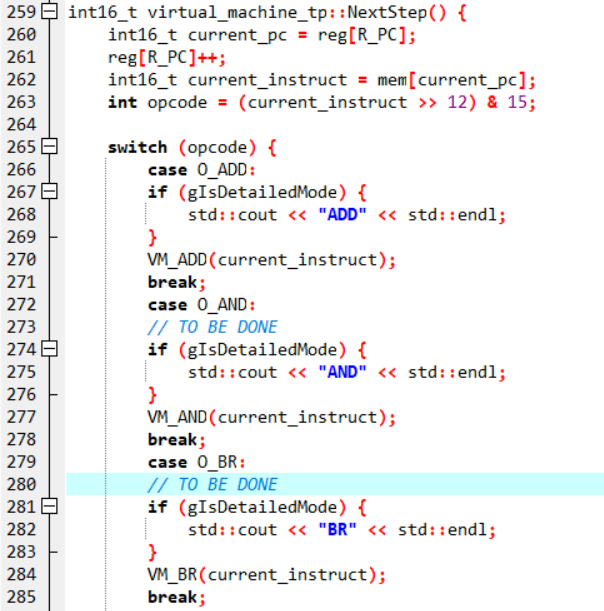 259 int16_t virtual_machine_tp::NextStep() {
260     int16_t current_pc = reg[R_PC];
261     reg[R_PC]++;
262     int16_t current_instruct = mem[current_pc];
263     int opcode = (current_instruct >> 12) & 15;
264
265     switch (opcode) {
266         case O_ADD:
267         if (gIsDetailedMode) {
268             std::cout << "ADD" << std::endl;
269         }
270         VM_ADD(current_instruct);
271         break;
272         case O_AND:
273         // TO BE DONE
274         if (gIsDetailedMode) {
275             std::cout << "AND" << std::endl;
276         }
277         VM_AND(current_instruct);
278         break;
279         case O_BR:
280         // TO BE DONE
281         if (gIsDetailedMode) {
282             std::cout << "BR" << std::endl;
283         }
284         VM_BR(current_instruct);
285         break;